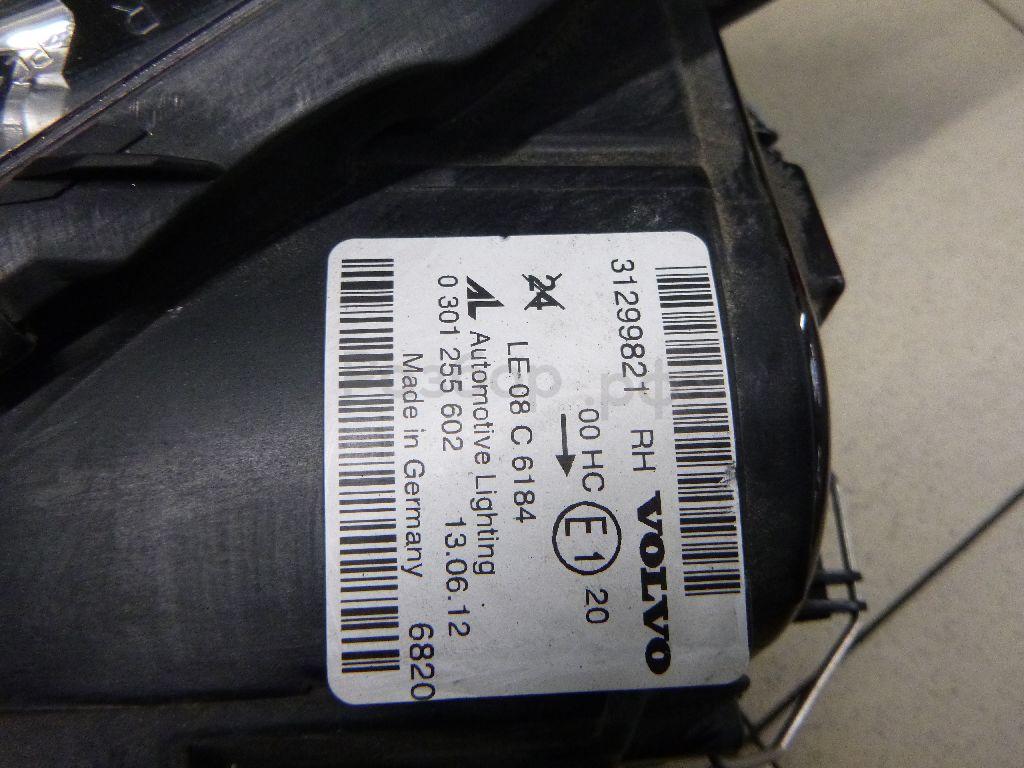 31299821 RH VOLVO
00 HC E1 20
24
LE 08 C 6184
AL Automotive Lighting
0 301 255 602 13.06.12
Made in Germany 6820
R